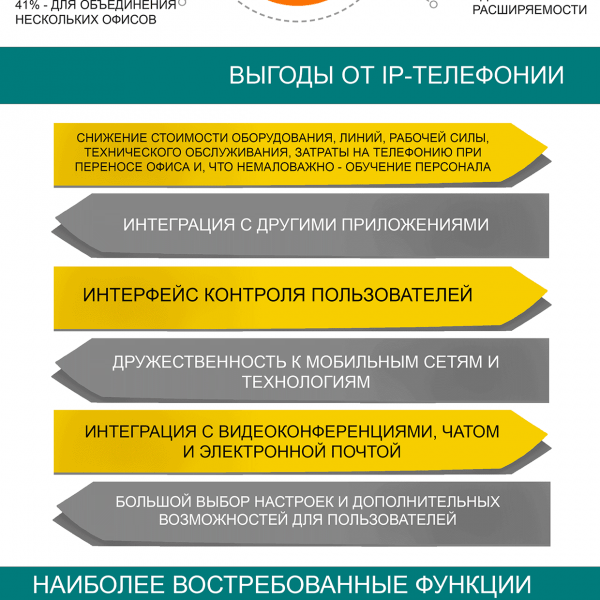 41% - ДЛЯ ОБЪЕДИНЕНИЯ
НЕСКОЛЬКИХ ОФИСОВ
РАСШИРЯЕМОСТИ
ВЫГОДЫ ОТ IP-ТЕЛЕФОНИИ
СНИЖЕНИЕ СТОИМОСТИ ОБОРУДОВАНИЯ, ЛИНИЙ, РАБОЧЕЙ СИЛЫ,
ТЕХНИЧЕСКОГО ОБСЛУЖИВАНИЯ, ЗАТРАТЫ НА ТЕЛЕФОНИЮ ПРИ
ПЕРЕНОСЕ ОФИСА И, ЧТО НЕМАЛОВАЖНО - ОБУЧЕНИЕ ПЕРСОНАЛА
ИНТЕГРАЦИЯ С ДРУГИМИ ПРИЛОЖЕНИЯМИ
ИНТЕРФЕЙС КОНТРОЛЯ ПОЛЬЗОВАТЕЛЕЙ
ДРУЖЕСТВЕННОСТЬ К МОБИЛЬНЫМ СЕТЯМ И
ТЕХНОЛОГИЯМ
ИНТЕГРАЦИЯ С ВИДЕОКОНФЕРЕНЦИЯМИ, ЧАТОМ
И ЭЛЕКТРОННОЙ ПОЧТОЙ
БОЛЬШОЙ ВЫБОР НАСТРОЕК И ДОПОЛНИТЕЛЬНЫХ
ВОЗМОЖНОСТЕЙ ДЛЯ ПОЛЬЗОВАТЕЛЕЙ
НАИБОЛЕЕ ВОСТРЕБОВАННЫЕ ФУНКЦИИ